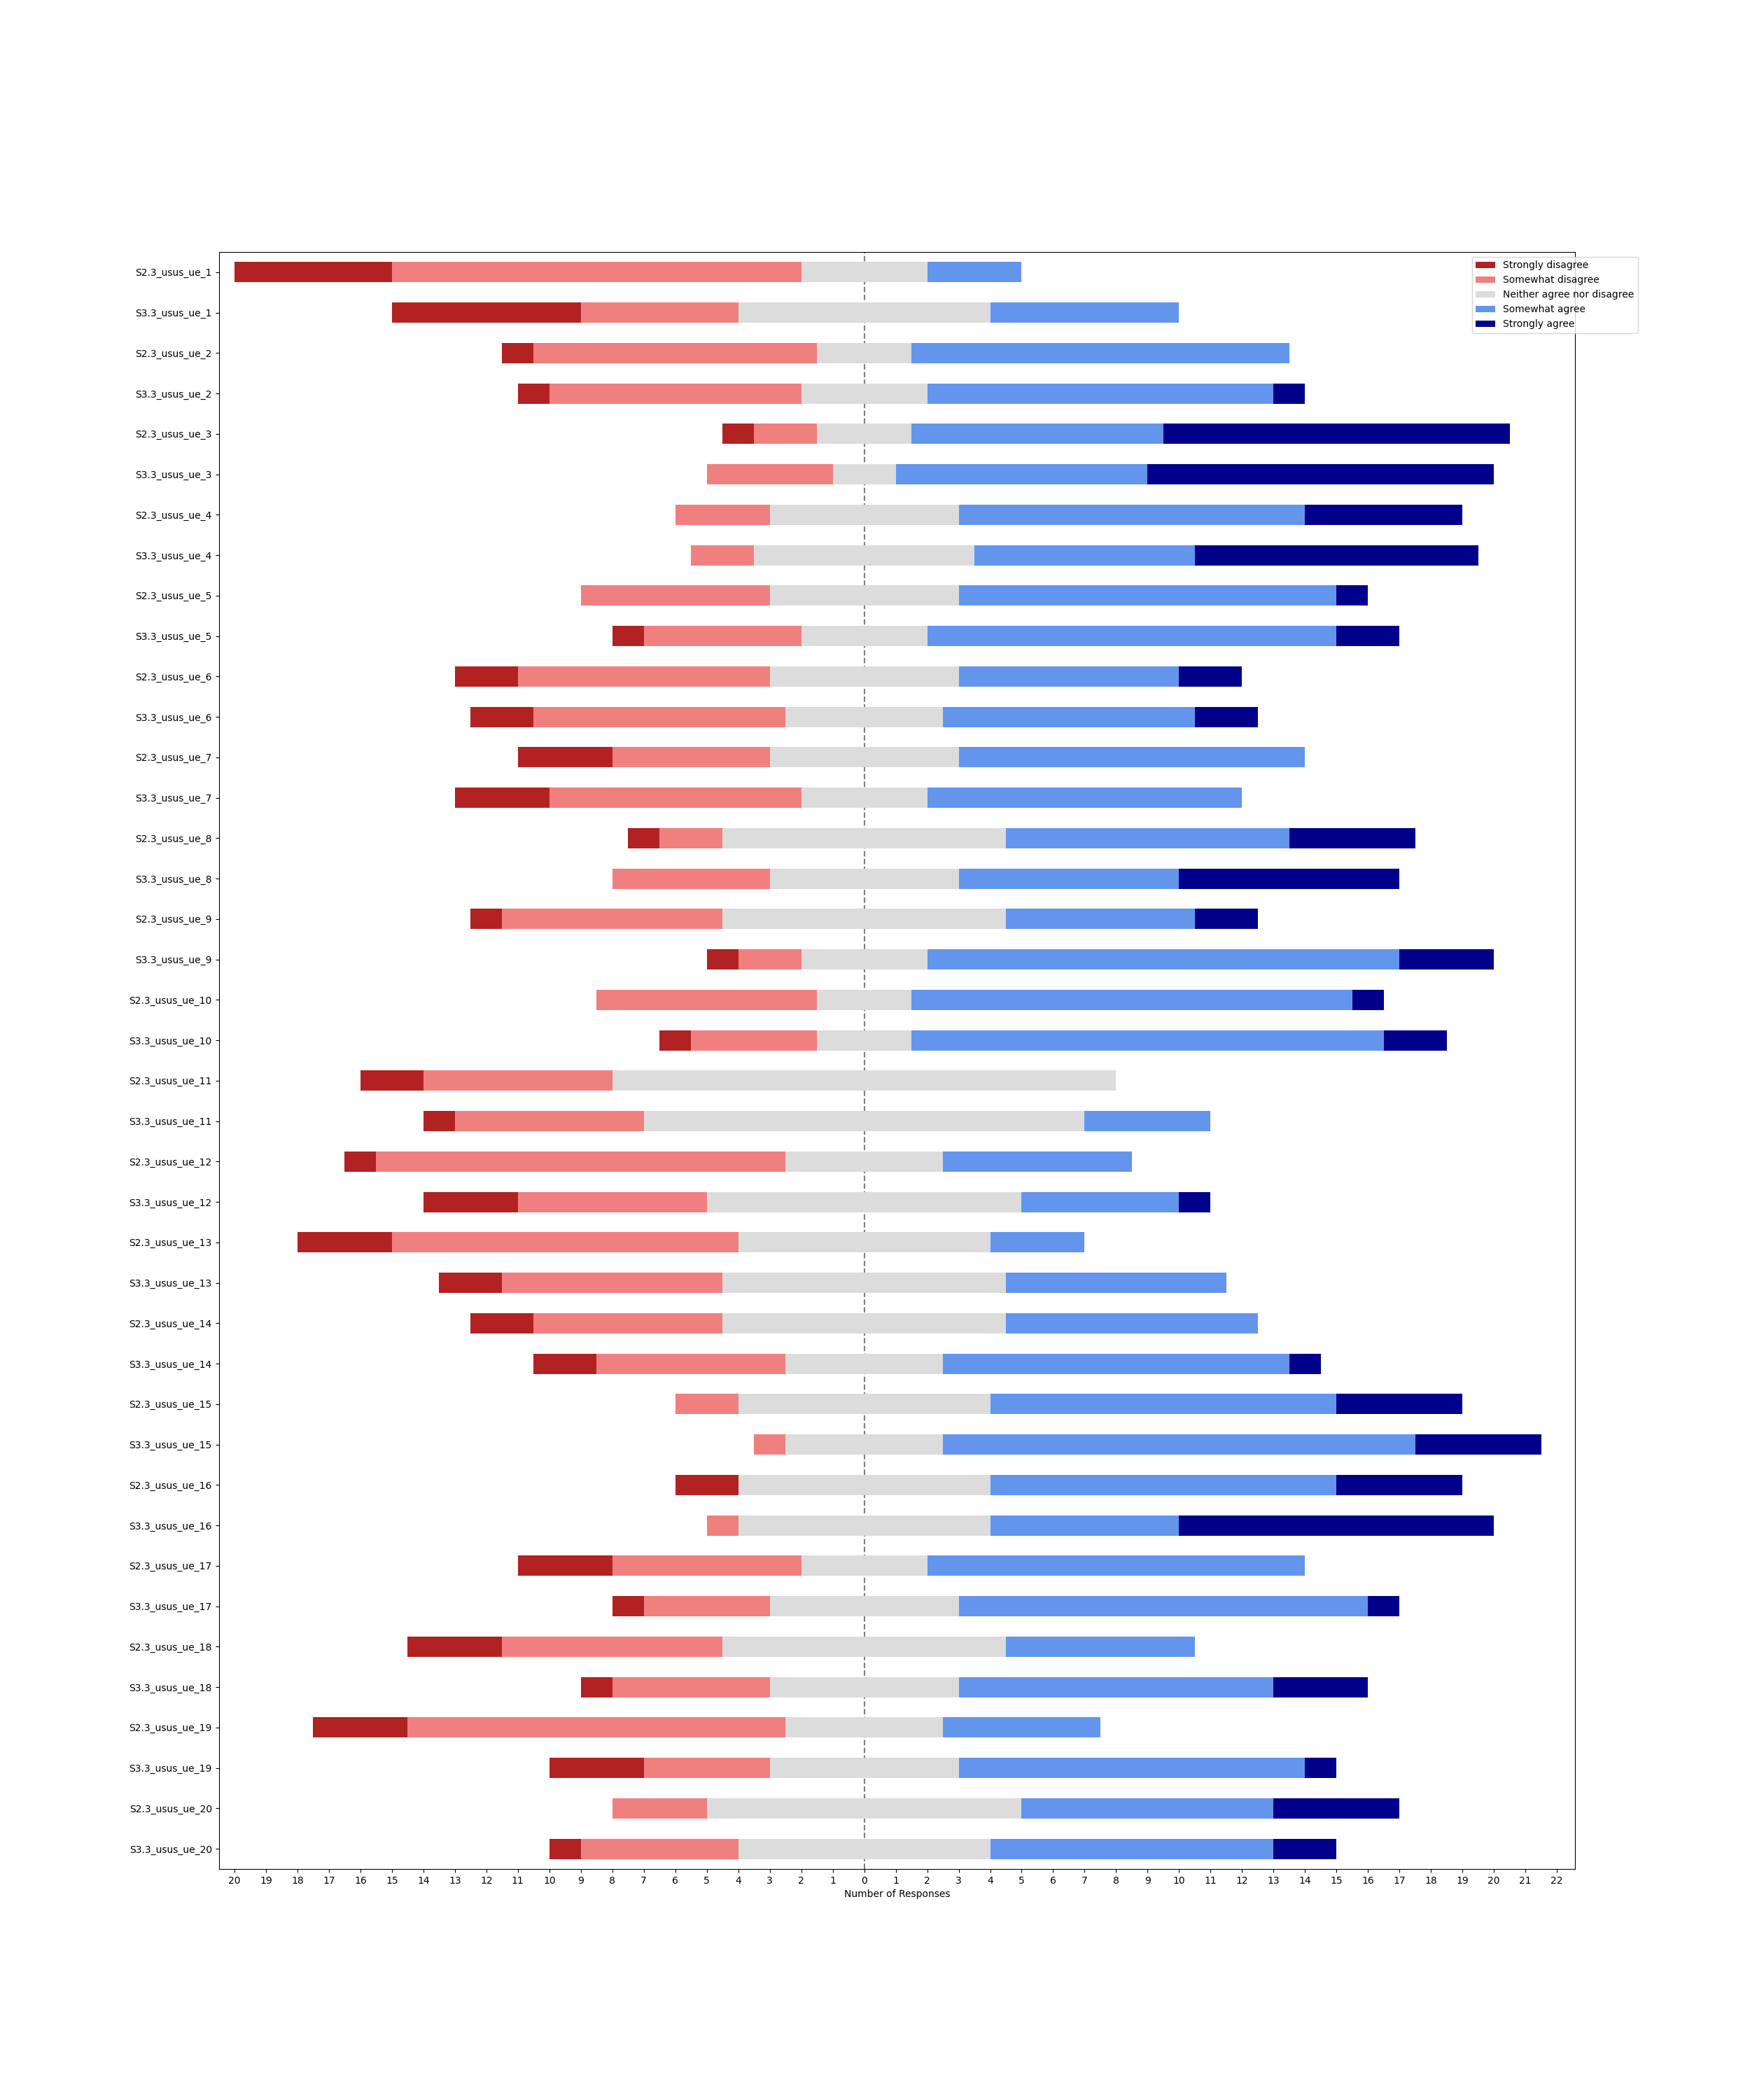 S2.3_usus_ue_1
S3.3_usus_ue_1
S2.3_usus_ue_2
S3.3_usus_ue_2
S2.3_usus_ue_3
S3.3_usus_ue_3
S2.3_usus_ue_4
S3.3_usus_ue_4
S2.3_usus_ue_5
S3.3_usus_ue_5
S2.3_usus_ue_6
S3.3_usus_ue_6
S2.3_usus_ue_7
S3.3_usus_ue_7
S2.3_usus_ue_8
S3.3_usus_ue_8
S2.3_usus_ue_9
S3.3_usus_ue_9
S2.3_usus_ue_10
S3.3_usus_ue_10
S2.3_usus_ue_11
S3.3_usus_ue_11
S2.3_usus_ue_12
S3.3_usus_ue_12
S2.3_usus_ue_13
S3.3_usus_ue_13
S2.3_usus_ue_14
S3.3_usus_ue_14
S2.3_usus_ue_15
S3.3_usus_ue_15
S2.3_usus_ue_16
S3.3_usus_ue_16
S2.3_usus_ue_17
S3.3_usus_ue_17
S2.3_usus_ue_18
S3.3_usus_ue_18
S2.3_usus_ue_19
S3.3_usus_ue_19
S2.3_usus_ue_20
S3.3_usus_ue_20
Strongly disagree
Somewhat disagree
Neither agree nor disagree
Somewhat agree
Strongly agree
20 19 18 17 16 15 14 13 12 11 10 9 8 7 6 5 4 3 2 1 0 1 2 3 4 5 6 7 8 9 10 11 12 13 14 15 16 17 18 19 20 21 22
Number of Responses